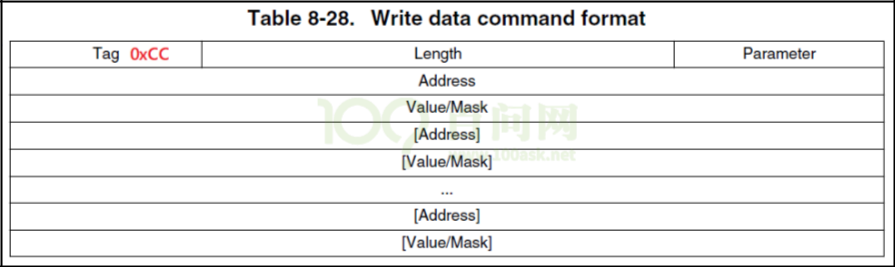 Table 8-28. Write data command format
Tag 0xCC Length Parameter
Address
Value/Mask
[Address]
[Value/Mask]
...
[Address]
[Value/Mask]
100问网
www.100ask.net